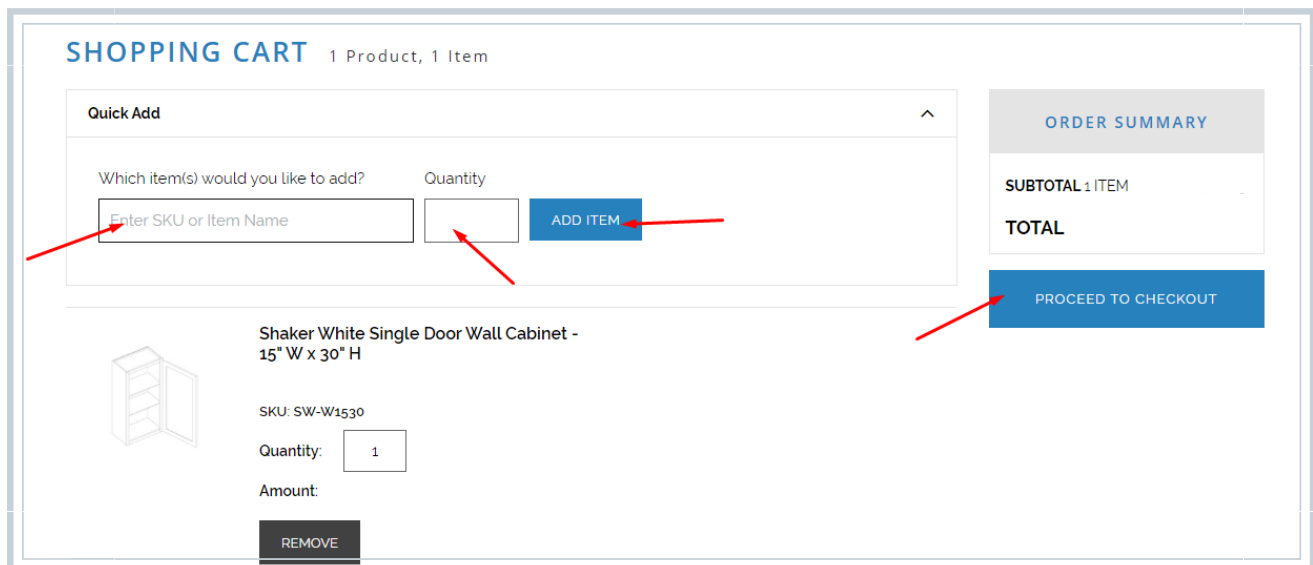 SHOPPING CART 1 Product, 1 Item
Quick Add
Which item(s) would you like to add? Quantity
Enter SKU or Item Name ADD ITEM
ORDER SUMMARY
SUBTOTAL 1 ITEM
TOTAL
PROCEED TO CHECKOUT
Shaker White Single Door Wall Cabinet -
15" W x 30" H
SKU: SW-W1530
Quantity: 1
Amount:
REMOVE